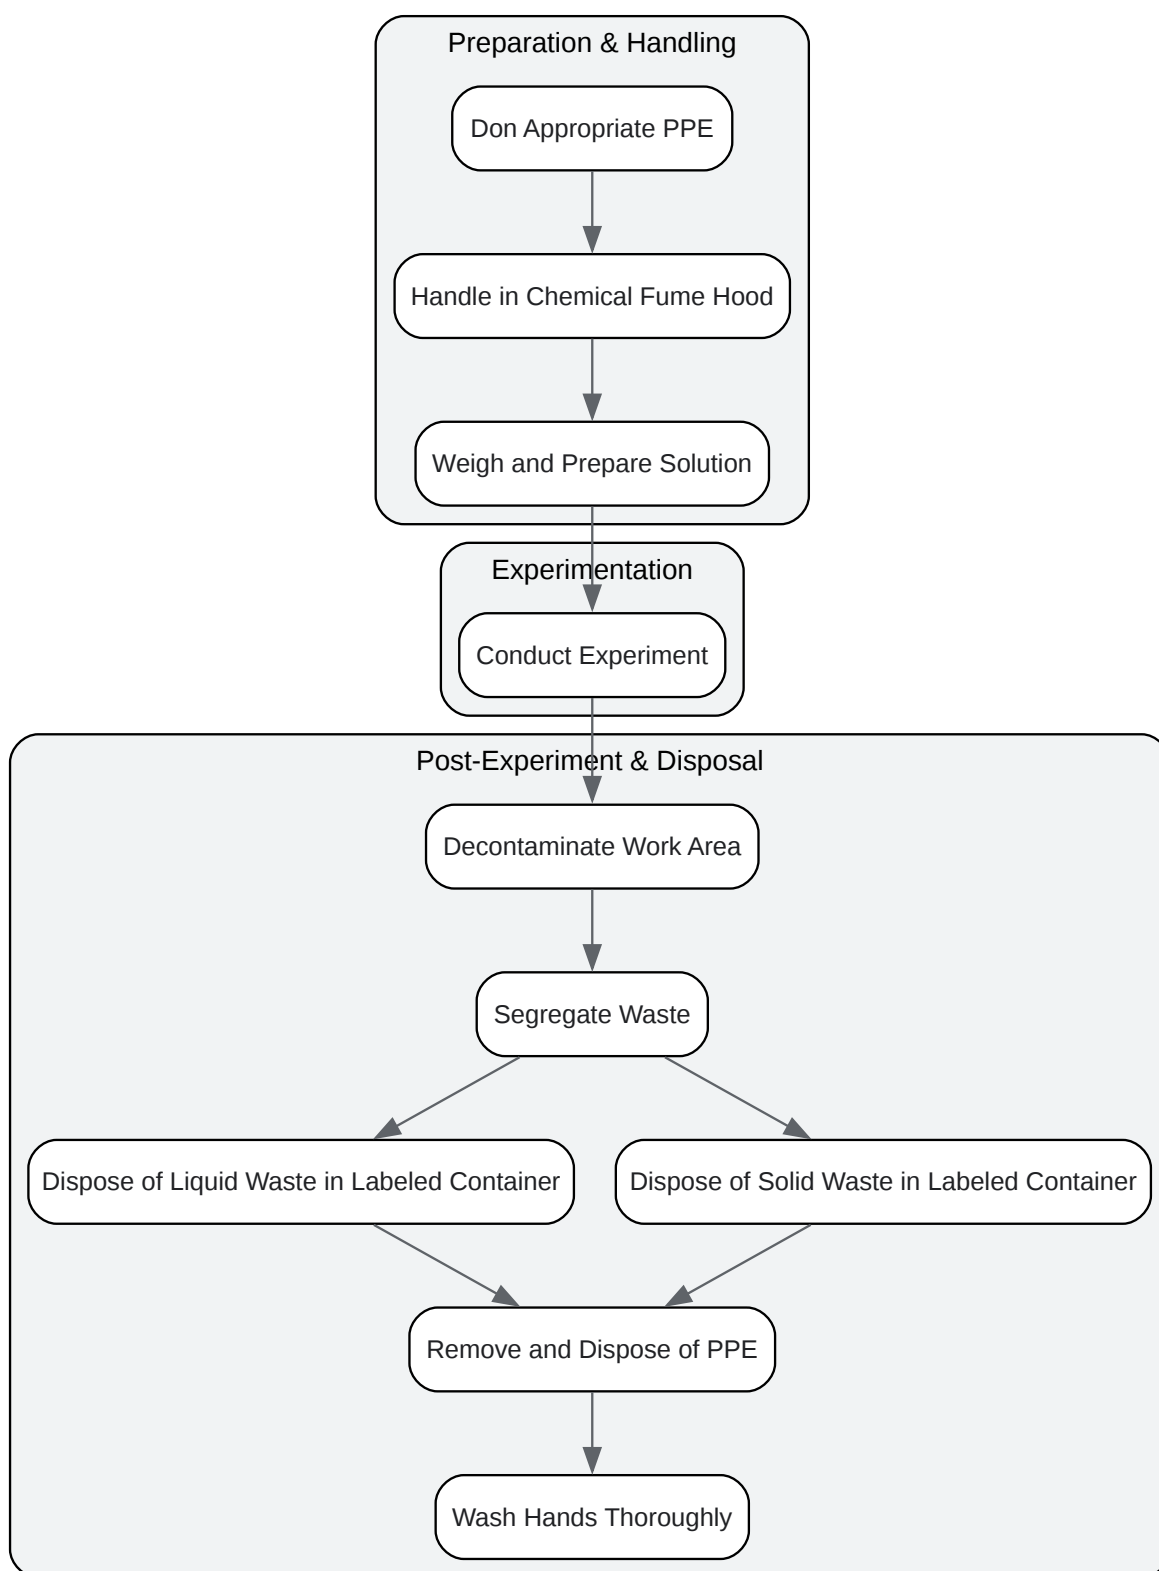 Preparation & Handling
Don Appropriate PPE
Handle in Chemical Fume Hood
Weigh and Prepare Solution
Experimentation
Conduct Experiment
Post-Experiment & Disposal
Decontaminate Work Area
Segregate Waste
Dispose of Liquid Waste in Labeled Container
Dispose of Solid Waste in Labeled Container
Remove and Dispose of PPE
Wash Hands Thoroughly